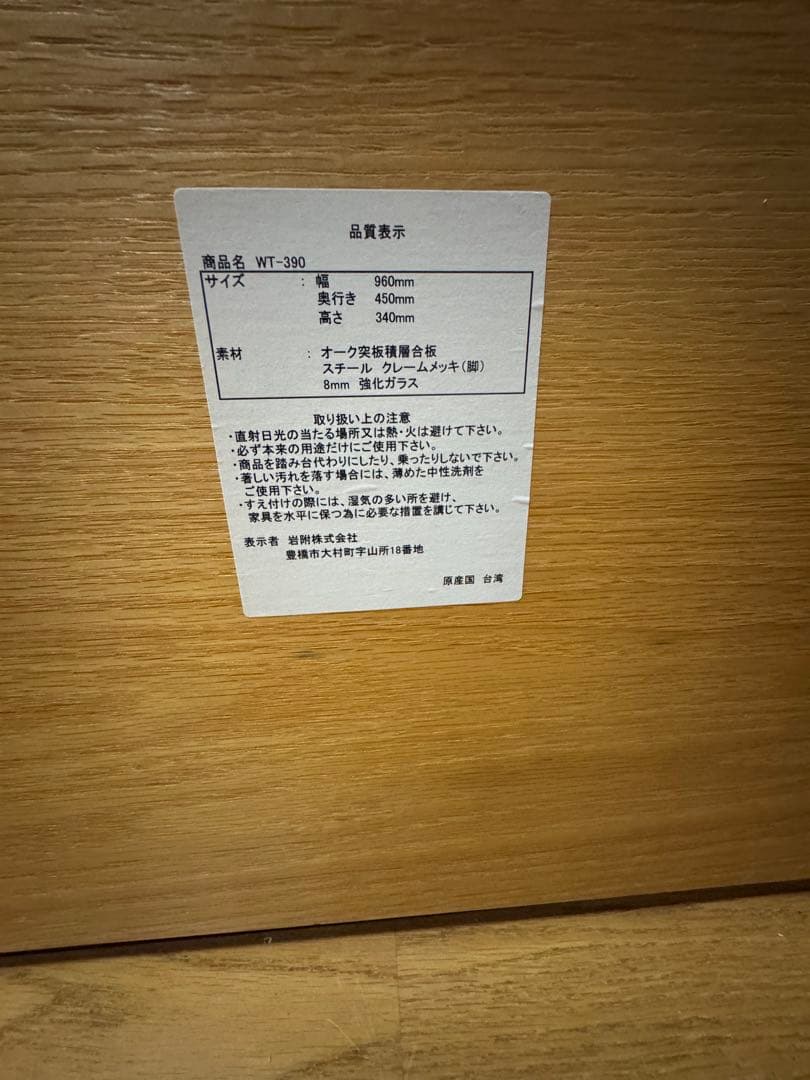 品質表示
商品名 WT-390
サイズ : 幅 960mm
奥行き 450mm
高さ 340mm
素材 : オーク突板積層合板
スチール クレームメッキ(脚)
8mm 強化ガラス
取り扱い上の注意
・直射日光の当たる場所又は熱・火は避けて下さい。
・必ず本来の用途だけにご使用下さい。
・商品を踏み台代わりにしたり、乗ったりしないで下さい。
・著しい汚れを落す場合には、薄めた中性洗剤を
ご使用下さい。
・すえ付けの際には、湿気の多い所を避け、
家具を水平に保つ為に必要な措置を講じて下さい。
表示者 岩附株式会社
豊橋市大村町字山所18番地
原産国 台湾